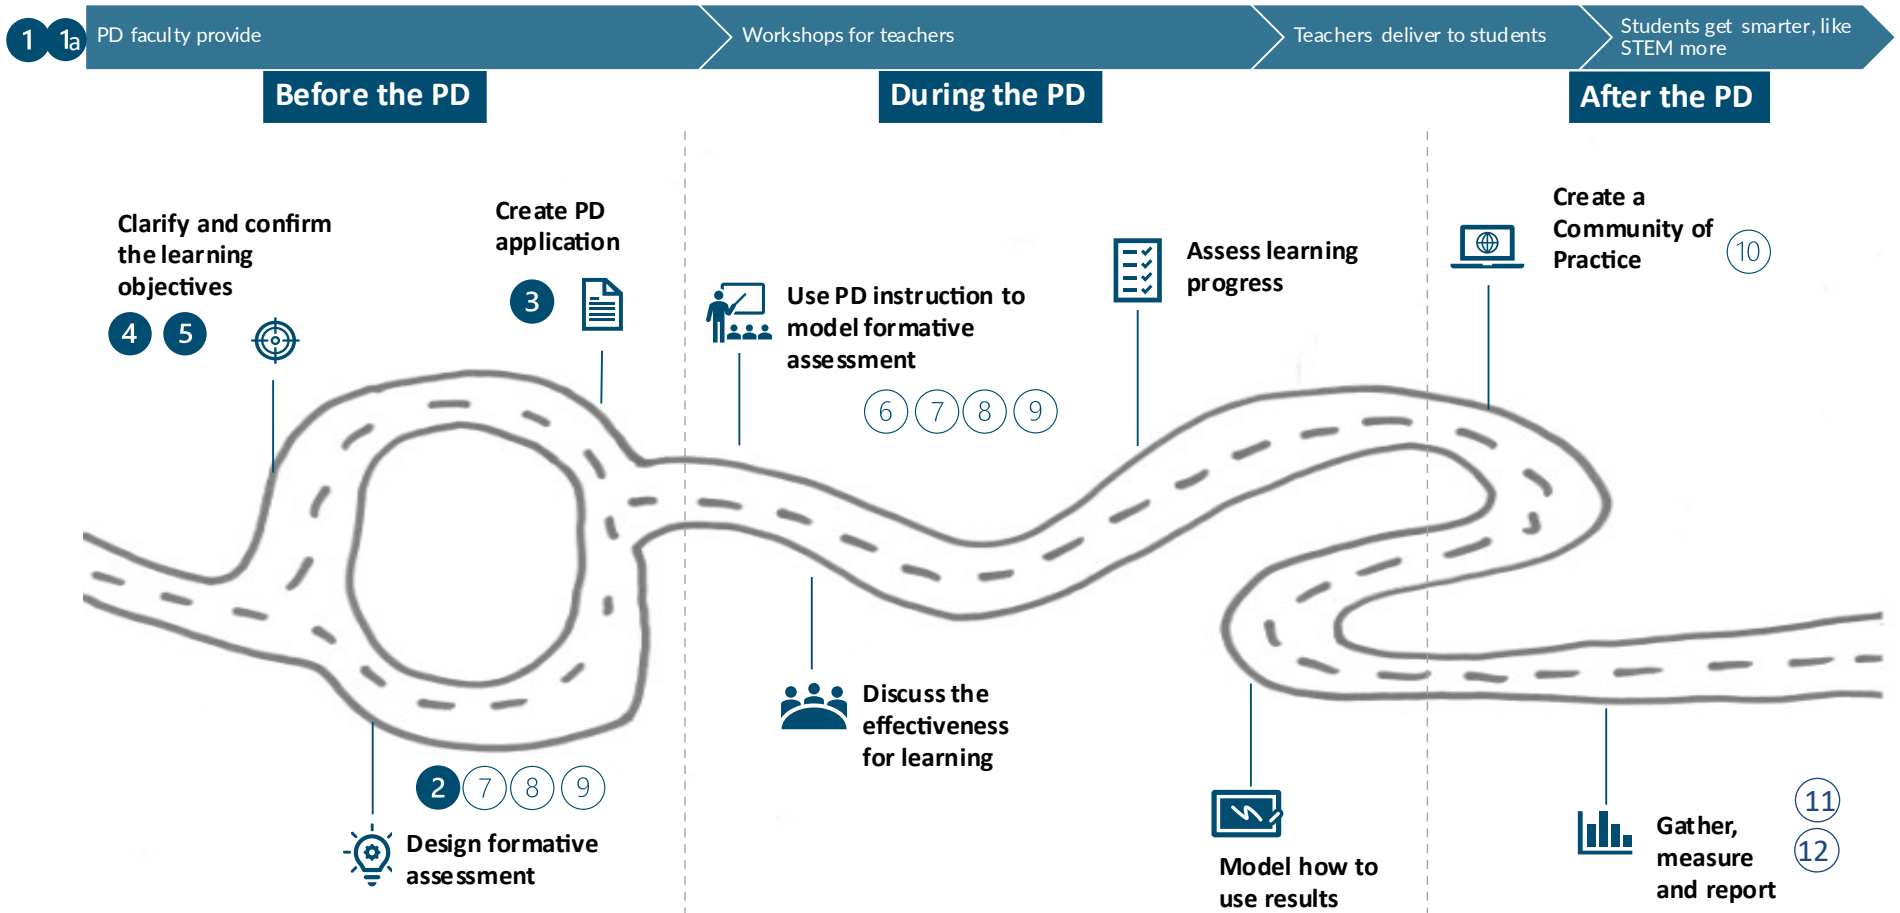 1 1a PD faculty provide
Workshops for teachers
Teachers deliver to students
Students get smarter, like
STEM more
Before the PD
During the PD
After the PD
Clarify and confirm
the learning
objectives
4 5
Create PD
application
3
Use PD instruction to
model formative
assessment
6 7 8 9
Assess learning
progress
Create a
Community of
Practice
10
Discuss the
effectiveness
for learning
2 7 8 9
Design formative
assessment
Model how to
use results
Gather,
measure
and report
11
12